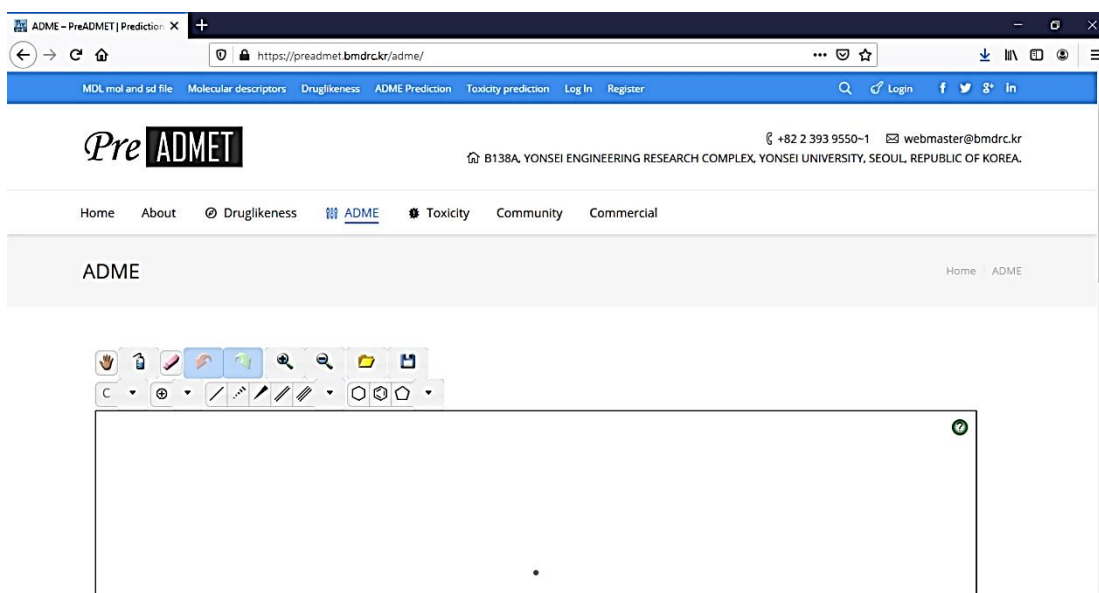 ADME – PreADMET | Prediction
https://preadmet.bmdrc.kr/adme/
MDL mol and sd file Molecular descriptors Druglikeness ADME Prediction Toxicity prediction Log In Register Login
Pre ADMET
+82 2 393 9550~1 webmaster@bmdrc.kr
B138A, YONSEI ENGINEERING RESEARCH COMPLEX, YONSEI UNIVERSITY, SEOUL, REPUBLIC OF KOREA.
Home About Druglikeness ADME Toxicity Community Commercial
ADME Home / ADME
C